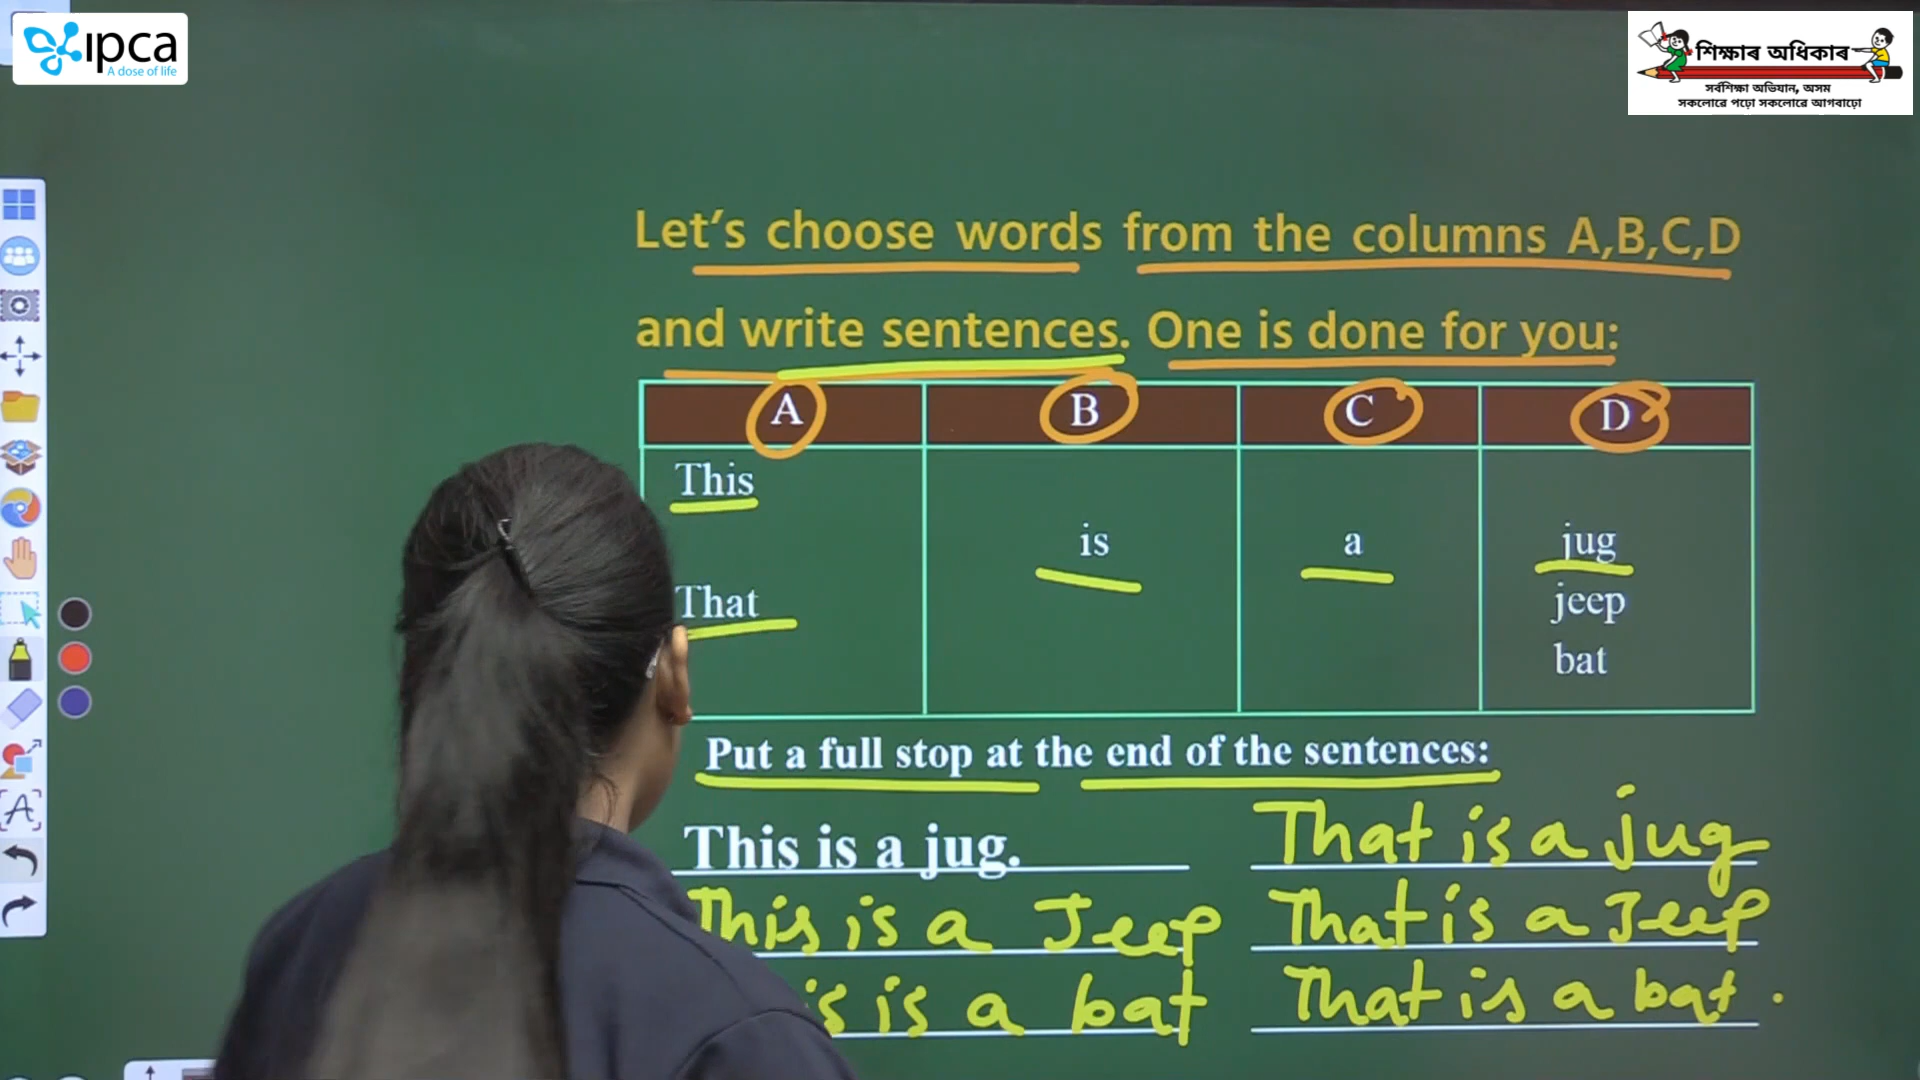 ıpca
A dose of life
শিক্ষাৰ অধিকাৰ
সৰ্বশিক্ষা অভিযান, অসম
সকলোৱে পঢ়ো সকলোৱে আগবাঢ়ো
Let's choose words from the columns A,B,C,D
and write sentences. One is done for you:
A B C D
This
is a jug
That jeep
bat
Put a full stop at the end of the sentences:
This is a jug. That is a jug
This is a Jeep That is a Jeep
is a bat That is a bat.